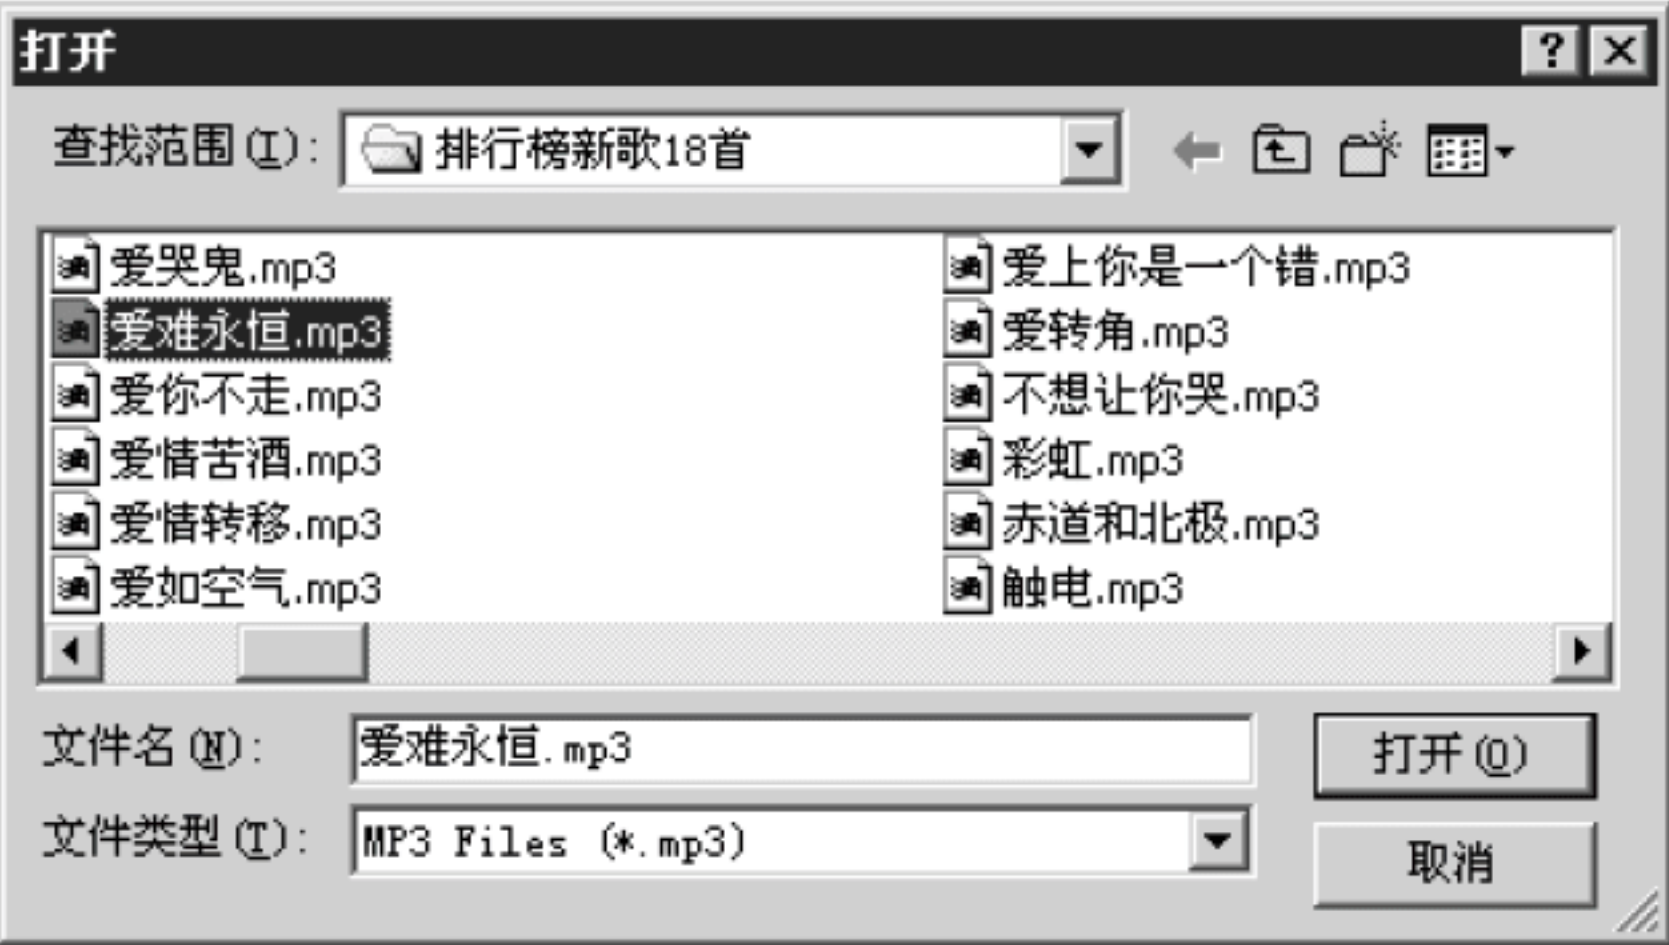 打开
查找范围(I): 排行榜新歌18首
爱哭鬼.mp3
爱难永恒.mp3
爱你不走.mp3
爱情苦酒.mp3
爱情转移.mp3
爱如空气.mp3
爱上你是一个错.mp3
爱转角.mp3
不想让你哭.mp3
彩虹.mp3
赤道和北极.mp3
触电.mp3
文件名(N): 爱难永恒.mp3 打开(O)
文件类型(T): MP3 Files (*.mp3) 取消